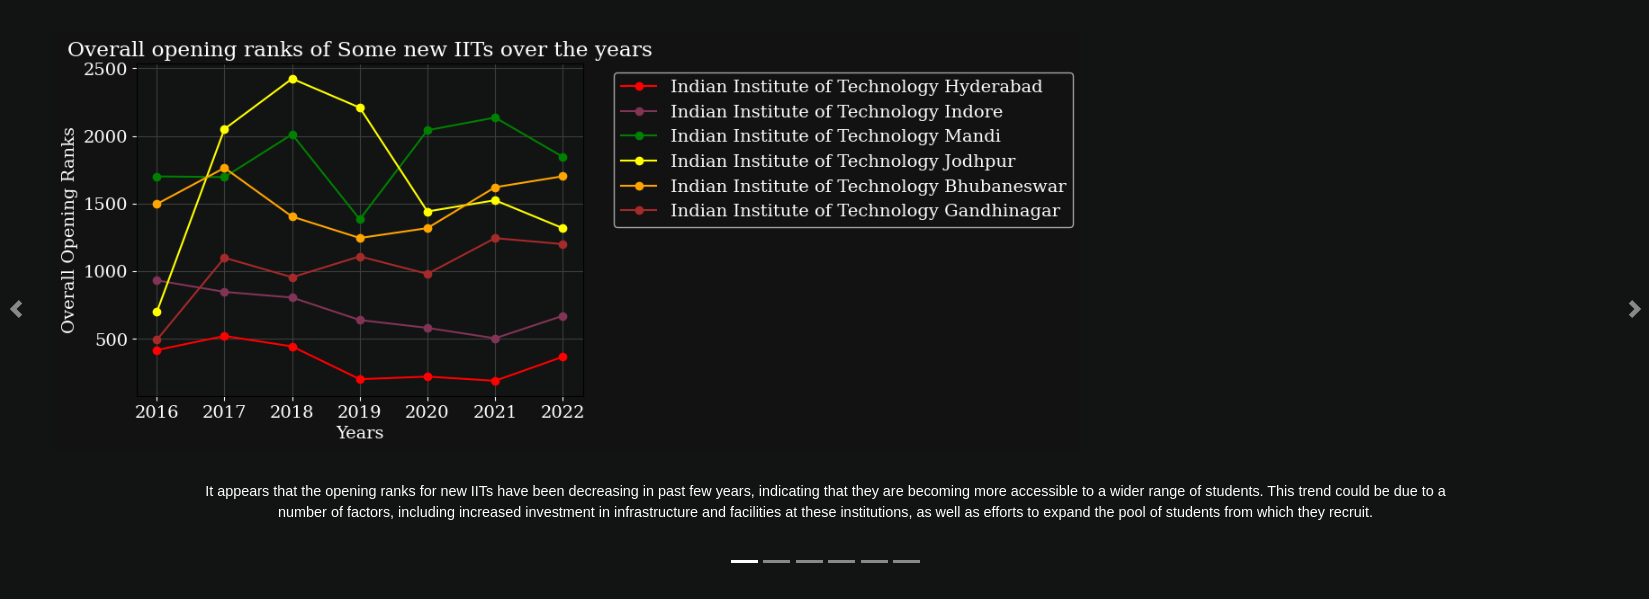 Overall opening ranks of Some new IITs over the years
2500
2000
1500
1000
500
Overall Opening Ranks
2016 2017 2018 2019 2020 2021 2022
Years
Indian Institute of Technology Hyderabad
Indian Institute of Technology Indore
Indian Institute of Technology Mandi
Indian Institute of Technology Jodhpur
Indian Institute of Technology Bhubaneswar
Indian Institute of Technology Gandhinagar
It appears that the opening ranks for new IITs have been decreasing in past few years, indicating that they are becoming more accessible to a wider range of students. This trend could be due to a
number of factors, including increased investment in infrastructure and facilities at these institutions, as well as efforts to expand the pool of students from which they recruit.